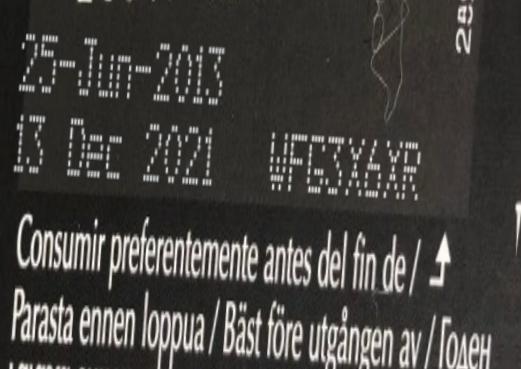 25-Jun-2013
13 Dec 2021 WFG3X6XR
Consumir preferentemente antes del fin de /
Parasta ennen loppua / Bäst före utgången av / Годен